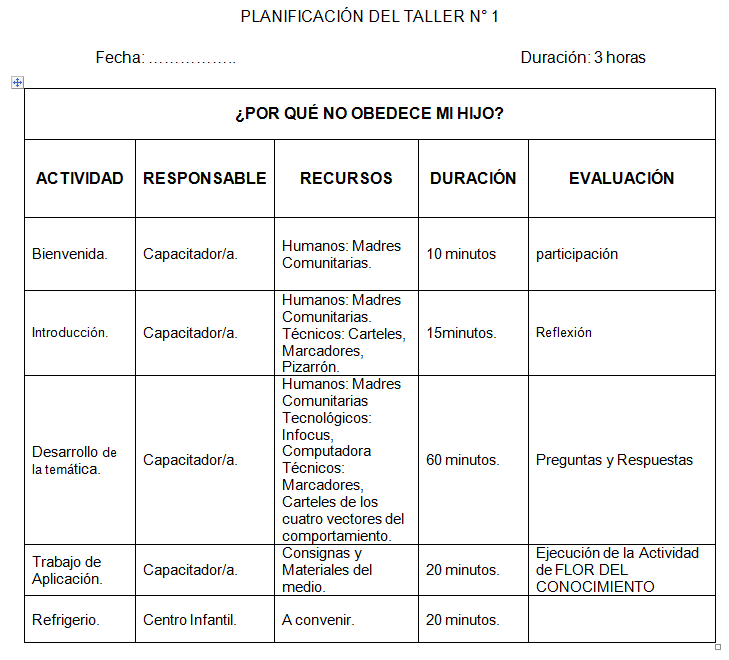 PLANIFICACIÓN DEL TALLER N° 1
Fecha: …………….. Duración: 3 horas
¿POR QUÉ NO OBEDECE MI HIJO?
ACTIVIDAD RESPONSABLE RECURSOS DURACIÓN EVALUACIÓN
Bienvenida.
Capacitador/a.
Humanos: Madres
Comunitarias.
10 minutos
participación
Introducción.
Capacitador/a.
Humanos: Madres
Comunitarias.
Técnicos: Carteles,
Marcadores,
Pizarrón.
15minutos.
Reflexión
Desarrollo de
la temática.
Capacitador/a.
Humanos: Madres
Comunitarias
Tecnológicos:
Infocus,
Computadora
Técnicos:
Marcadores,
Carteles de los
cuatro vectores del
comportamiento.
60 minutos.
Preguntas y Respuestas
Trabajo de
Aplicación.
Capacitador/a.
Consignas y
Materiales del
medio.
20 minutos.
Ejecución de la Actividad
de FLOR DEL
CONOCIMIENTO
Refrigerio.
Centro Infantil.
A convenir.
20 minutos.